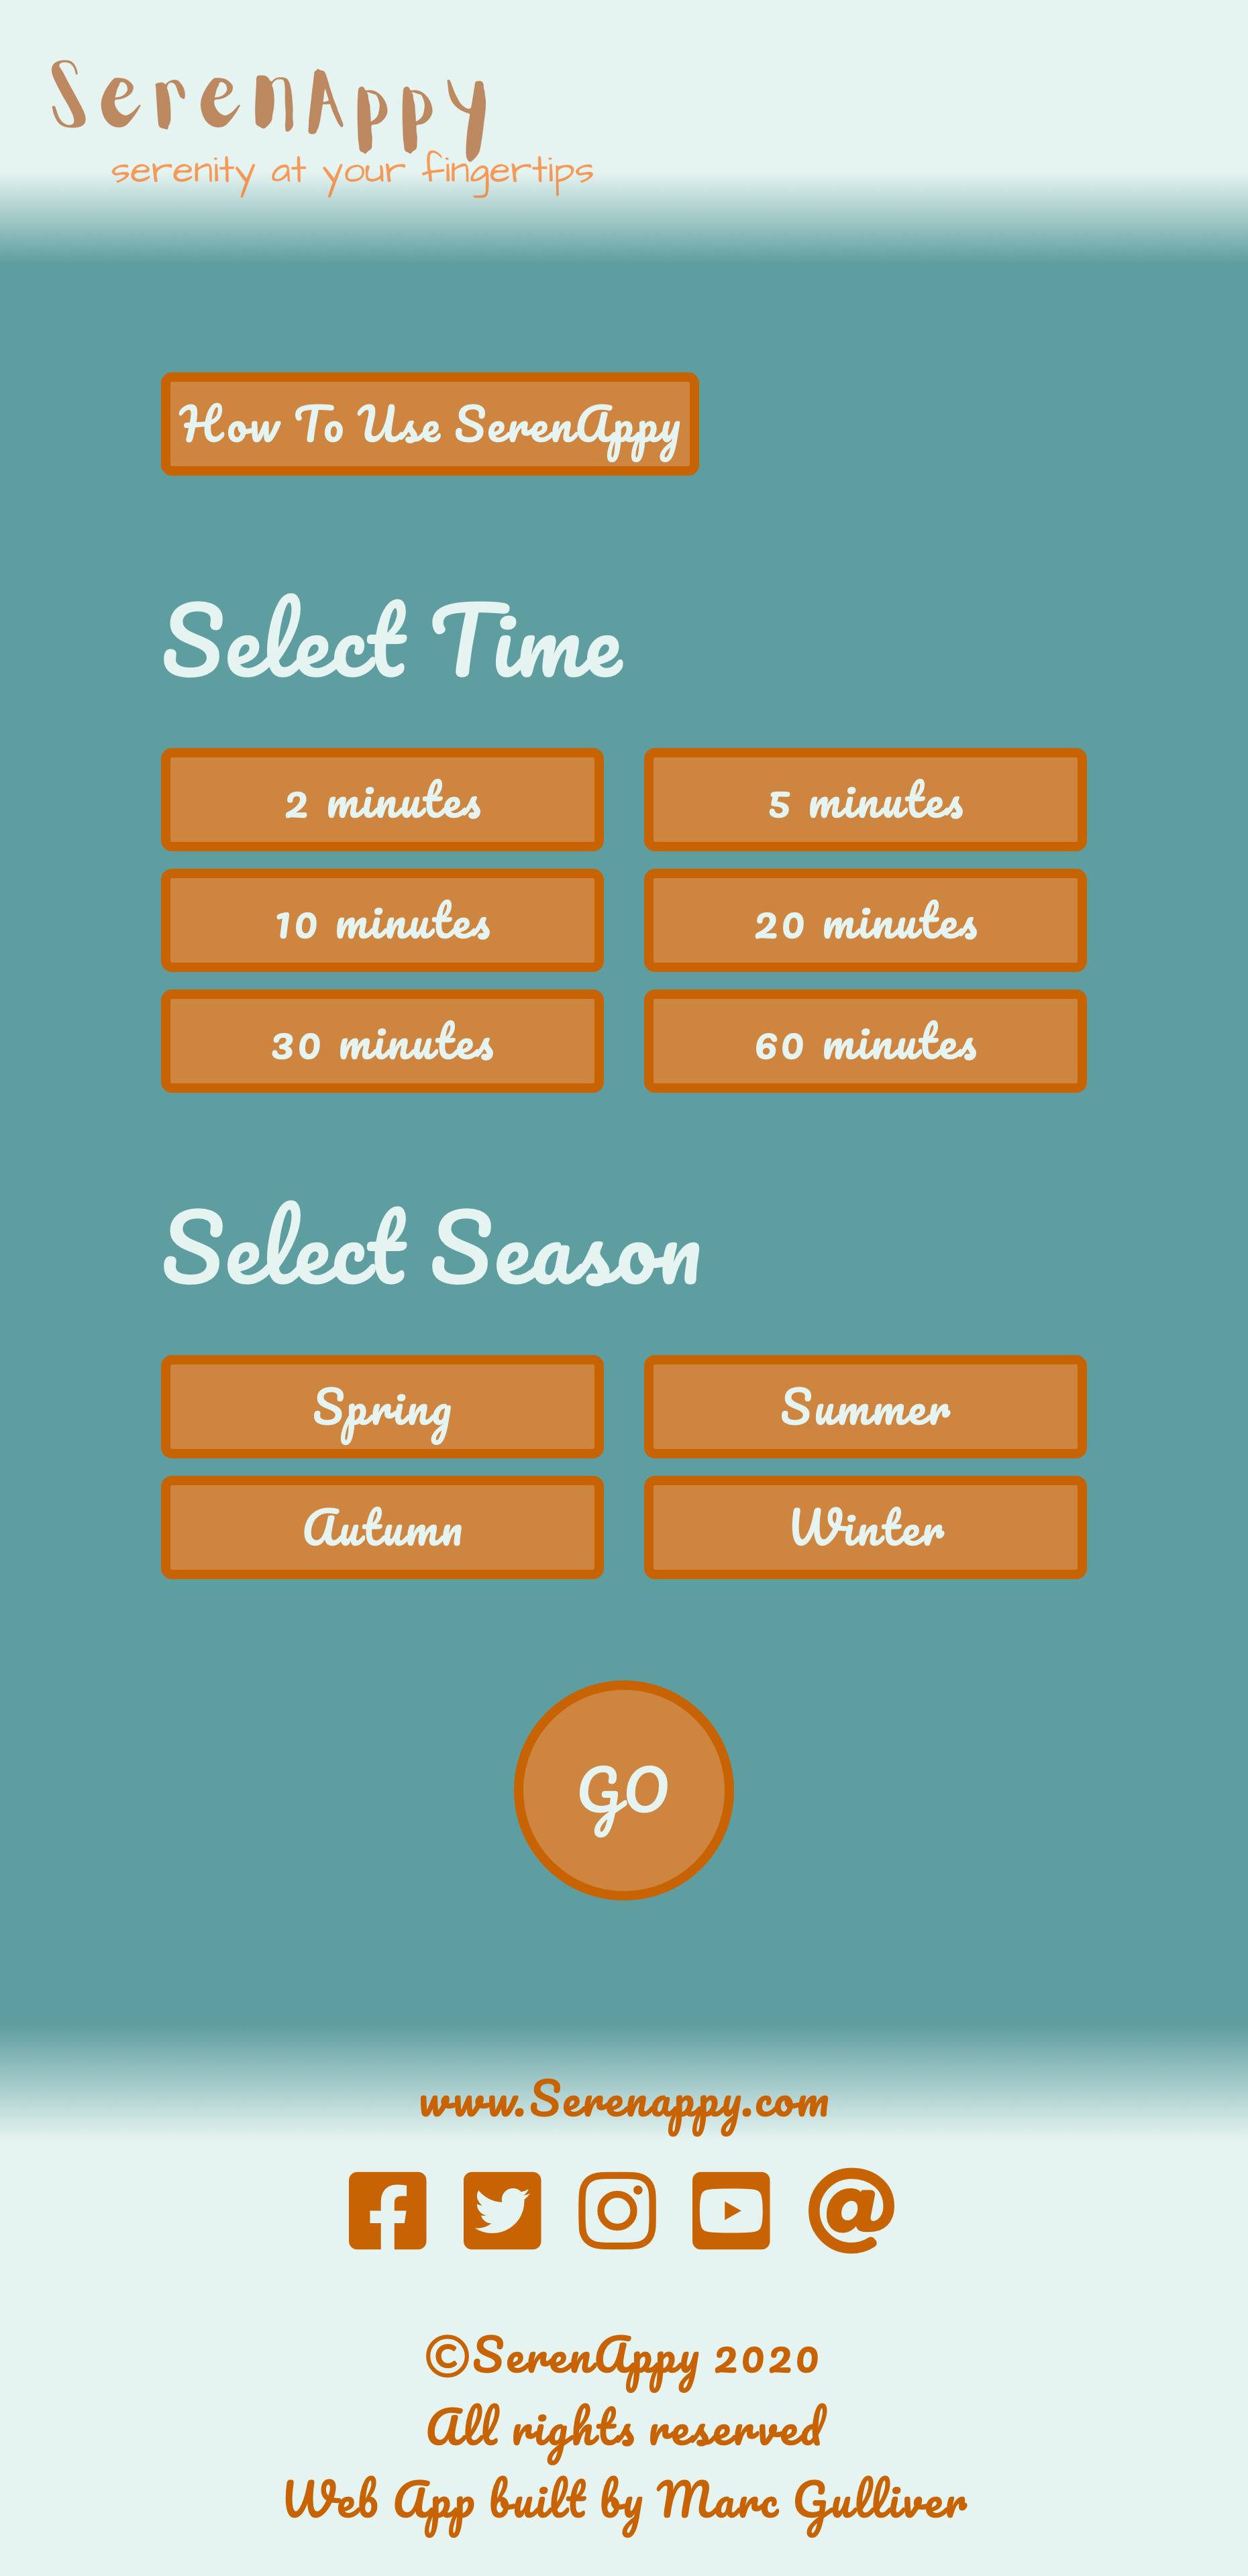 SerenAppy
serenity at your fingertips
How To Use SerenAppy
Select Time
2 minutes
5 minutes
10 minutes
20 minutes
30 minutes
60 minutes
Select Season
Spring
Summer
Autumn
Winter
GO
www.Serenappy.com
©SerenAppy 2020
All rights reserved
Web App built by Marc Gulliver